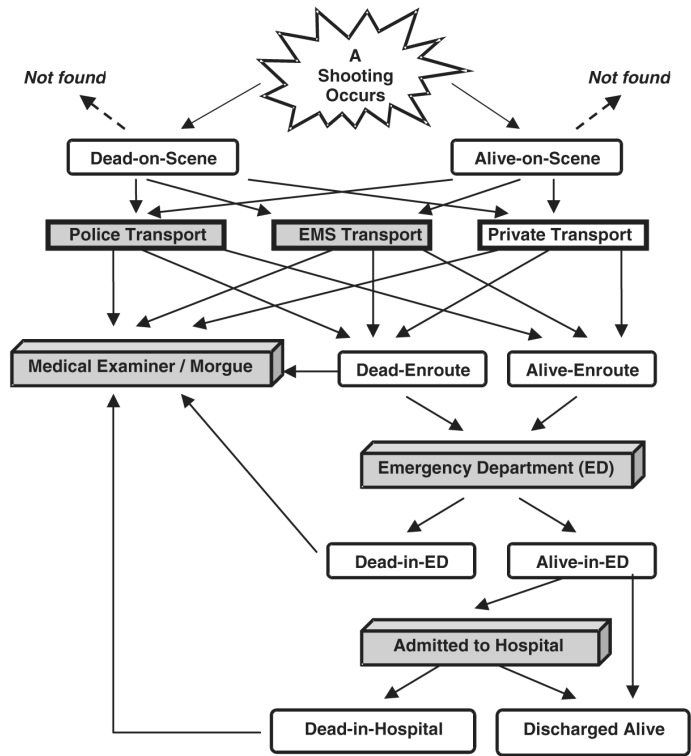 A
Shooting
Occurs
Not found
Not found
Dead-on-Scene
Alive-on-Scene
Police Transport
EMS Transport
Private Transport
Medical Examiner / Morgue
Dead-Enroute
Alive-Enroute
Emergency Department (ED)
Dead-in-ED
Alive-in-ED
Admitted to Hospital
Dead-in-Hospital
Discharged Alive